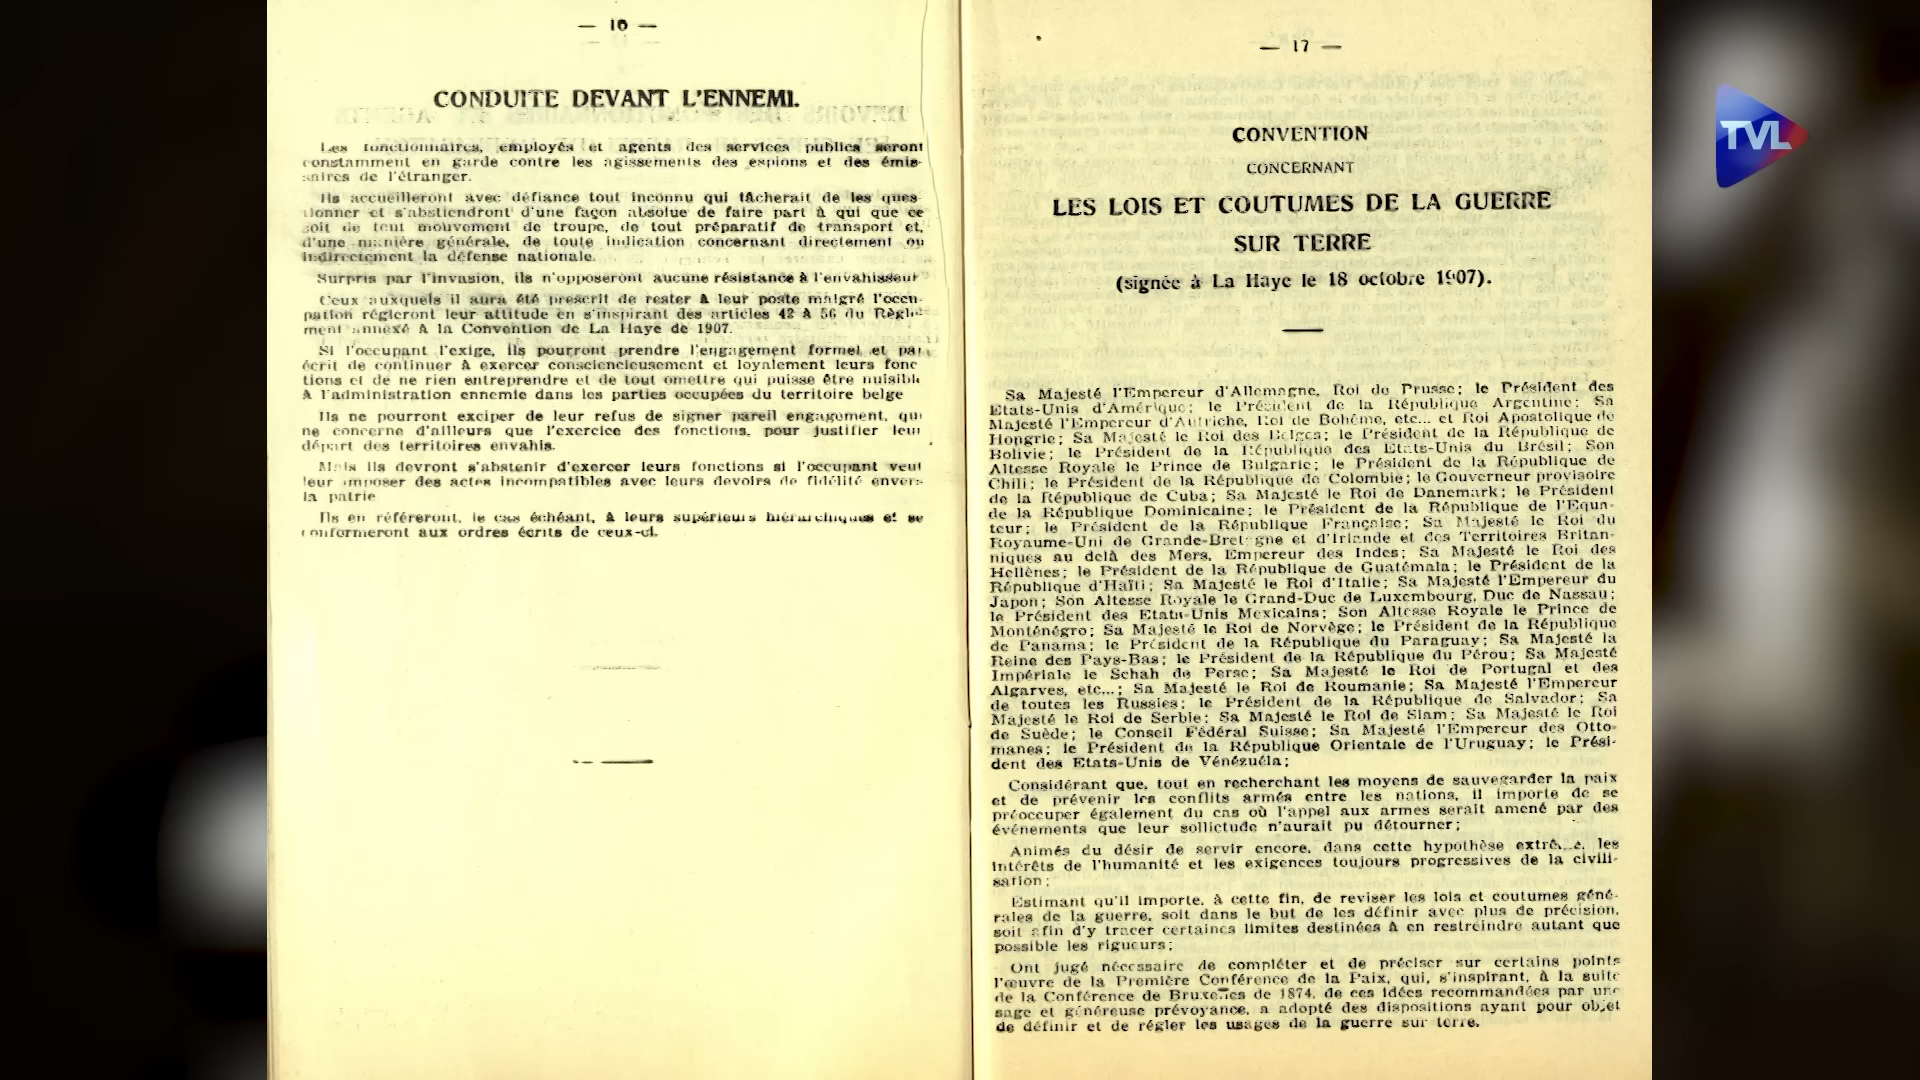 — 16 —
CONDUITE DEVANT L'ENNEMI.
Les fonctionnaires, employés et agents des services publics seront
constamment en garde contre les agissements des espions et des émis-
saires de l'étranger.
Ils accueilleront avec défiance tout inconnu qui tâcherait de les ques-
tionner et s'abstiendront d'une façon absolue de faire part à qui que ce
soit de tout mouvement de troupe, de tout préparatif de transport et,
d'une manière générale, de toute indication concernant directement ou
indirectement la défense nationale.
Surpris par l'invasion, ils n'opposeront aucune résistance à l'envahisseur
Ceux auxquels il aura été prescrit de rester à leur poste malgré l'occu-
pation régleront leur attitude en s'inspirant des articles 42 à 56 du Règle-
ment annexé à la Convention de La Haye de 1907.
Si l'occupant l'exige, ils pourront prendre l'engagement formel et par
écrit de continuer à exercer consciencieusement et loyalement leurs fonc-
tions et de ne rien entreprendre et de tout omettre qui puisse être nuisible
à l'administration ennemie dans les parties occupées du territoire belge
Ils ne pourront exciper de leur refus de signer pareil engagement, qui
ne concerne d'ailleurs que l'exercice des fonctions, pour justifier leur
départ des territoires envahis.
Mais ils devront s'abstenir d'exercer leurs fonctions si l'occupant veut
leur imposer des actes incompatibles avec leurs devoirs de fidélité envers
la patrie
Ils en référeront, le cas échéant, à leurs supérieurs hiérarchiques et se
conformeront aux ordres écrits de ceux-ci.
— 17 —
CONVENTION
CONCERNANT
LES LOIS ET COUTUMES DE LA GUERRE
SUR TERRE
(signée à La Haye le 18 octobre 1907).
Sa Majesté l'Empereur d'Allemagne, Roi de Prusse; le Président des
Etats-Unis d'Amérique; le Président de la République Argentine; Sa
Majesté l'Empereur d'Autriche, Roi de Bohême, etc... et Roi Apostolique de
Hongrie; Sa Majesté le Roi des Belges; le Président de la République de
Bolivie; le Président de la République des Etats-Unis du Brésil; Son
Altesse Royale le Prince de Bulgarie; le Président de la République de
Chili; le Président de la République de Colombie; le Gouverneur provisoire
de la République de Cuba; Sa Majesté le Roi de Danemark; le Président
de la République Dominicaine; le Président de la République de l'Equa-
teur; le Président de la République Française; Sa Majesté le Roi du
Royaume-Uni de Grande-Bretagne et d'Irlande et des Territoires Britan-
niques au delà des Mers, Empereur des Indes; Sa Majesté le Roi des
Hellènes; le Président de la République de Guatémala; le Président de la
République d'Haïti; Sa Majesté le Roi d'Italie; Sa Majesté l'Empereur du
Japon; Son Altesse Royale le Grand-Duc de Luxembourg, Duc de Nassau;
le Président des Etats-Unis Mexicains; Son Altesse Royale le Prince de
Monténégro; Sa Majesté le Roi de Norvège; le Président de la République
de Panama; le Président de la République du Paraguay; Sa Majesté la
Reine des Pays-Bas; le Président de la République du Pérou; Sa Majesté
Impériale le Schah de Perse; Sa Majesté le Roi de Portugal et des
Algarves, etc...; Sa Majesté le Roi de Roumanie; Sa Majesté l'Empereur
de toutes les Russies; le Président de la République de Salvador; Sa
Majesté le Roi de Serbie; Sa Majesté le Roi de Siam; Sa Majesté le Roi
de Suède; le Conseil Fédéral Suisse; Sa Majesté l'Empereur des Otto-
manes; le Président de la République Orientale de l'Uruguay; le Prési-
dent des Etats-Unis de Vénézuéla;
Considérant que, tout en recherchant les moyens de sauvegarder la paix
et de prévenir les conflits armés entre les nations, il importe de se
préoccuper également du cas où l'appel aux armes serait amené par des
événements que leur sollicitude n'aurait pu détourner;
Animés du désir de servir encore, dans cette hypothèse extrême, les
intérêts de l'humanité et les exigences toujours progressives de la civili-
sation;
Estimant qu'il importe, à cette fin, de reviser les lois et coutumes géné-
rales de la guerre, soit dans le but de les définir avec plus de précision,
soit afin d'y tracer certaines limites destinées à en restreindre autant que
possible les rigueurs;
Ont jugé nécessaire de compléter et de préciser sur certains points
l'œuvre de la Première Conférence de la Paix, qui, s'inspirant, à la suite
de la Conférence de Bruxelles de 1874, de ces idées recommandées par une
sage et généreuse prévoyance, a adopté des dispositions ayant pour objet
de définir et de régler les usages de la guerre sur terre.
TVL